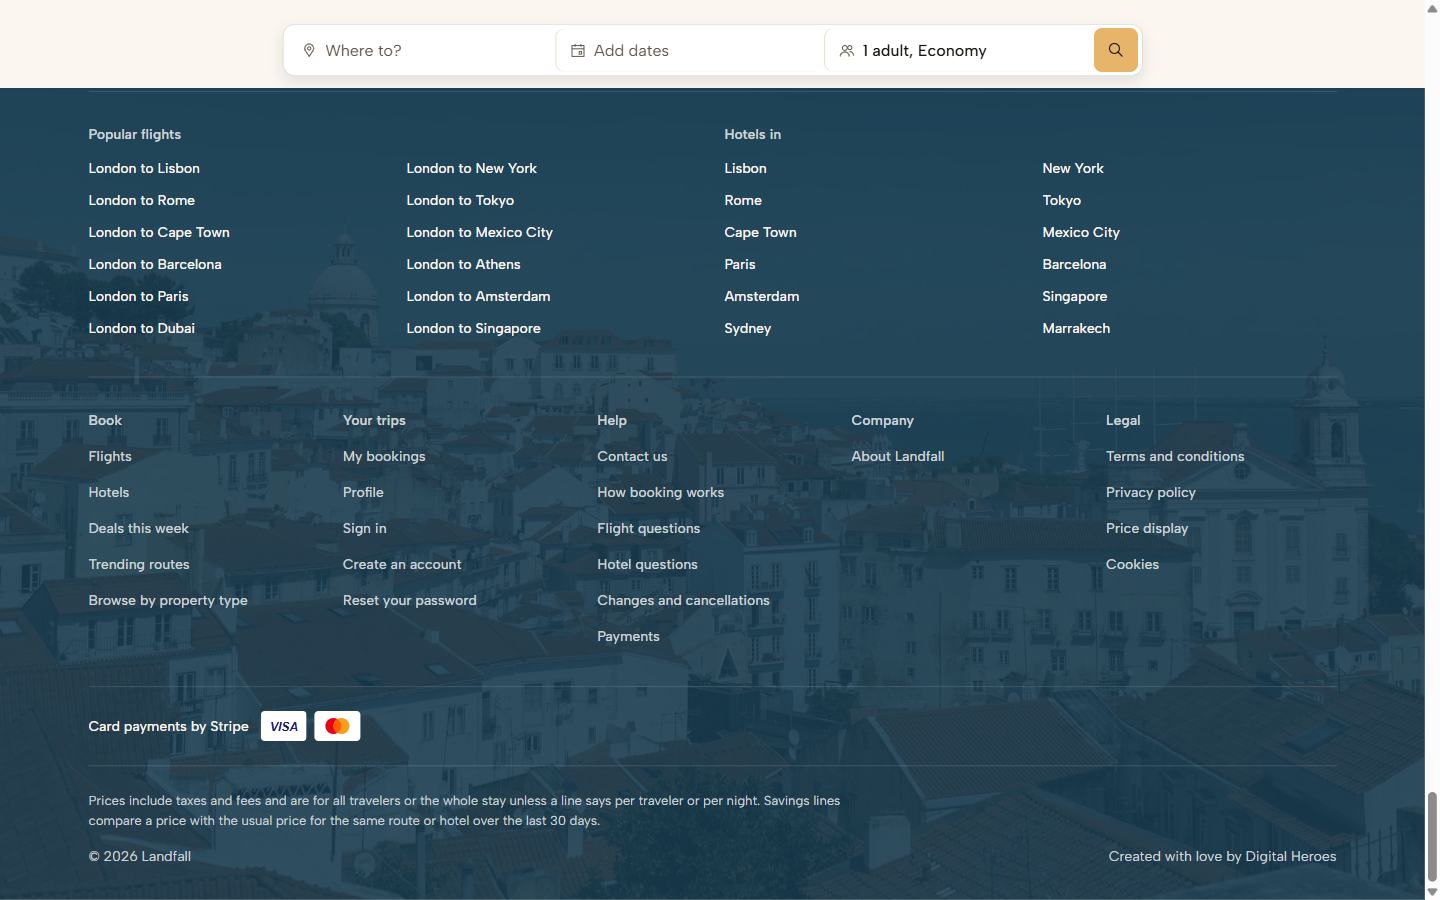 Where to?
Add dates
1 adult, Economy
Popular flights
London to Lisbon
London to Rome
London to Cape Town
London to Barcelona
London to Paris
London to Dubai
London to New York
London to Tokyo
London to Mexico City
London to Athens
London to Amsterdam
London to Singapore
Hotels in
Lisbon
Rome
Cape Town
Paris
Amsterdam
Sydney
New York
Tokyo
Mexico City
Barcelona
Singapore
Marrakech
Book
Flights
Hotels
Deals this week
Trending routes
Browse by property type
Your trips
My bookings
Profile
Sign in
Create an account
Reset your password
Help
Contact us
How booking works
Flight questions
Hotel questions
Changes and cancellations
Payments
Company
About Landfall
Legal
Terms and conditions
Privacy policy
Price display
Cookies
Card payments by Stripe
VISA
Prices include taxes and fees and are for all travelers or the whole stay unless a line says per traveler or per night. Savings lines
compare a price with the usual price for the same route or hotel over the last 30 days.
© 2026 Landfall
Created with love by Digital Heroes